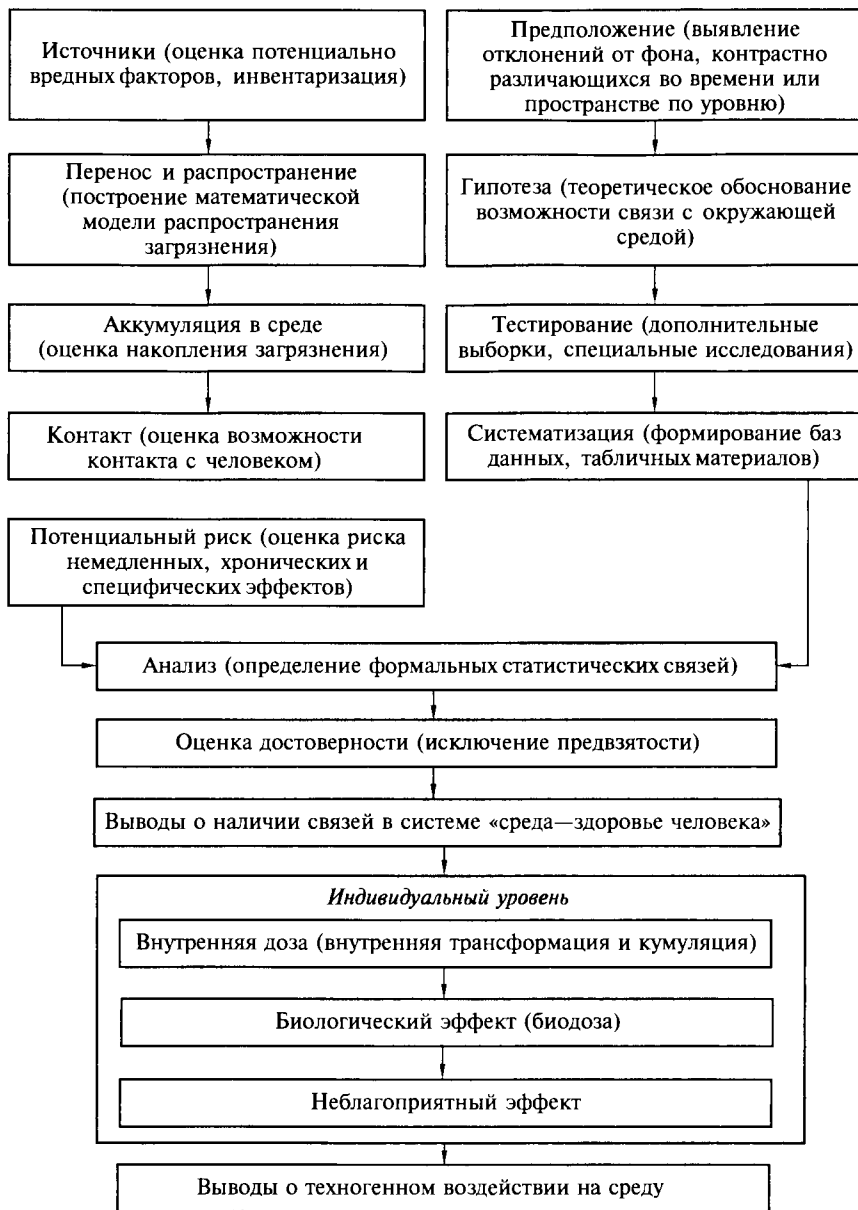 Источники (оценка потенциально
вредных факторов, инвентаризация)
Перенос и распространение
(построение математической
модели распространения
загрязнения)
Аккумуляция в среде
(оценка накопления загрязнения)
Контакт (оценка возможности
контакта с человеком)
Потенциальный риск (оценка риска
немедленных, хронических и
специфических эффектов)
Предположение (выявление
отклонений от фона, контрастно
различающихся во времени или
пространстве по уровню)
Гипотеза (теоретическое обоснование
возможности связи с окружающей
средой)
Тестирование (дополнительные
выборки, специальные исследования)
Систематизация (формирование баз
данных, табличных материалов)
Анализ (определение формальных статистических связей)
Оценка достоверности (исключение предвзятости)
Выводы о наличии связей в системе «среда—здоровье человека»
Индивидуальный уровень
Внутренняя доза (внутренняя трансформация и кумуляция)
Биологический эффект (биодоза)
Неблагоприятный эффект
Выводы о техногенном воздействии на среду